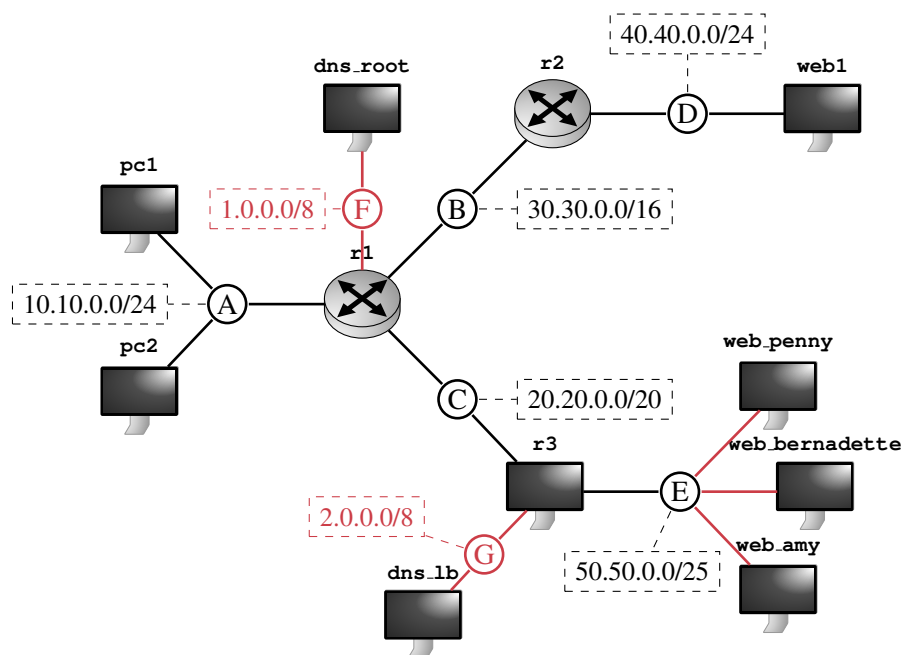 40.40.0.0/24
r2
dns_root
web1
pc1
D
1.0.0.0/8
F
B
30.30.0.0/16
r1
10.10.0.0/24
A
pc2
web_penny
C
20.20.0.0/20
r3
web_bernadette
E
2.0.0.0/8
G
web_amy
50.50.0.0/25
dns_lb